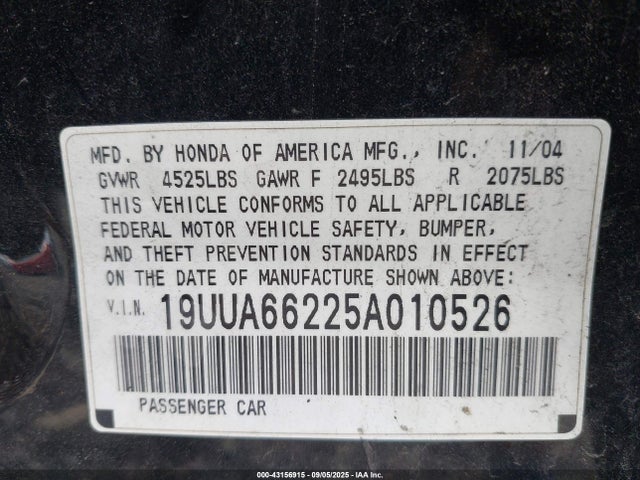 MFD. BY HONDA OF AMERICA MFG., INC. 11/04
GVWR 4525LBS GAWR F 2495LBS R 2075LBS
THIS VEHICLE CONFORMS TO ALL APPLICABLE
FEDERAL MOTOR VEHICLE SAFETY, BUMPER,
AND THEFT PREVENTION STANDARDS IN EFFECT
ON THE DATE OF MANUFACTURE SHOWN ABOVE:
V.I.N. 19UUA66225A010526
PASSENGER CAR
000-43156915 - 09/05/2025 - IAA Inc.